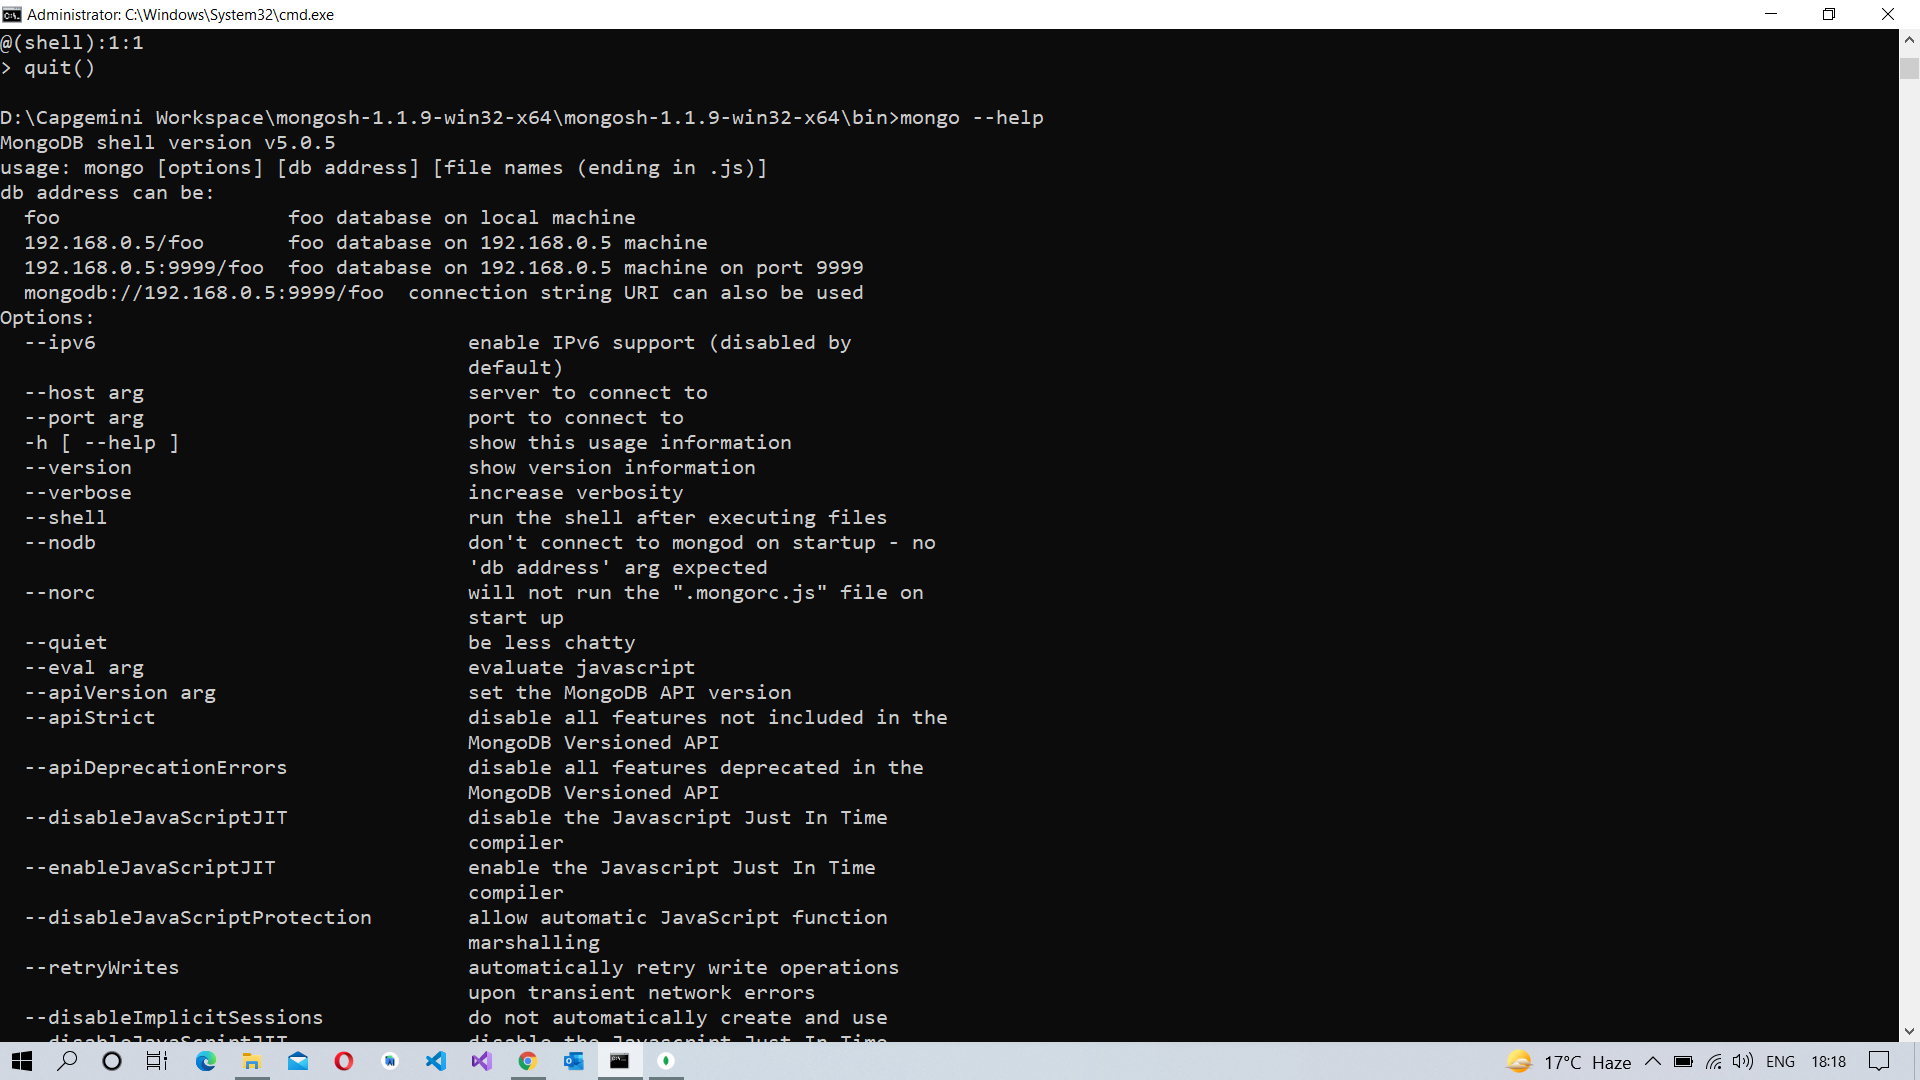 Administrator: C:\Windows\System32\cmd.exe
@(shell):1:1
> quit()
D:\Capgemini Workspace\mongosh-1.1.9-win32-x64\mongosh-1.1.9-win32-x64\bin>mongo --help
MongoDB shell version v5.0.5
usage: mongo [options] [db address] [file names (ending in .js)]
db address can be:
  foo                   foo database on local machine
  192.168.0.5/foo       foo database on 192.168.0.5 machine
  192.168.0.5:9999/foo  foo database on 192.168.0.5 machine on port 9999
  mongodb://192.168.0.5:9999/foo  connection string URI can also be used
Options:
  --ipv6                               enable IPv6 support (disabled by
                                       default)
  --host arg                           server to connect to
  --port arg                           port to connect to
  -h [ --help ]                        show this usage information
  --version                            show version information
  --verbose                            increase verbosity
  --shell                              run the shell after executing files
  --nodb                               don't connect to mongod on startup - no
                                       'db address' arg expected
  --norc                               will not run the ".mongorc.js" file on
                                       start up
  --quiet                              be less chatty
  --eval arg                           evaluate javascript
  --apiVersion arg                     set the MongoDB API version
  --apiStrict                          disable all features not included in the
                                       MongoDB Versioned API
  --apiDeprecationErrors               disable all features deprecated in the
                                       MongoDB Versioned API
  --disableJavaScriptJIT               disable the Javascript Just In Time
                                       compiler
  --enableJavaScriptJIT                enable the Javascript Just In Time
                                       compiler
  --disableJavaScriptProtection        allow automatic JavaScript function
                                       marshalling
  --retryWrites                        automatically retry write operations
                                       upon transient network errors
  --disableImplicitSessions            do not automatically create and use
  --disableJavaScriptJIT               disable the Javascript Just In Time
17°C Haze ENG 18:18